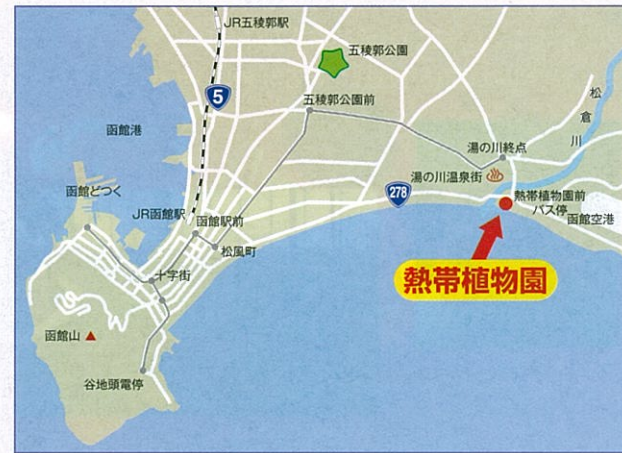 JR五稜郭駅
五稜郭公園
5
五稜郭公園前
松倉川
函館港
湯の川終点
湯の川温泉街
函館どつく
278
熱帯植物園前
バス停
JR函館駅
函館駅前
函館空港
松風町
熱帯植物園
十字街
函館山
谷地頭電停